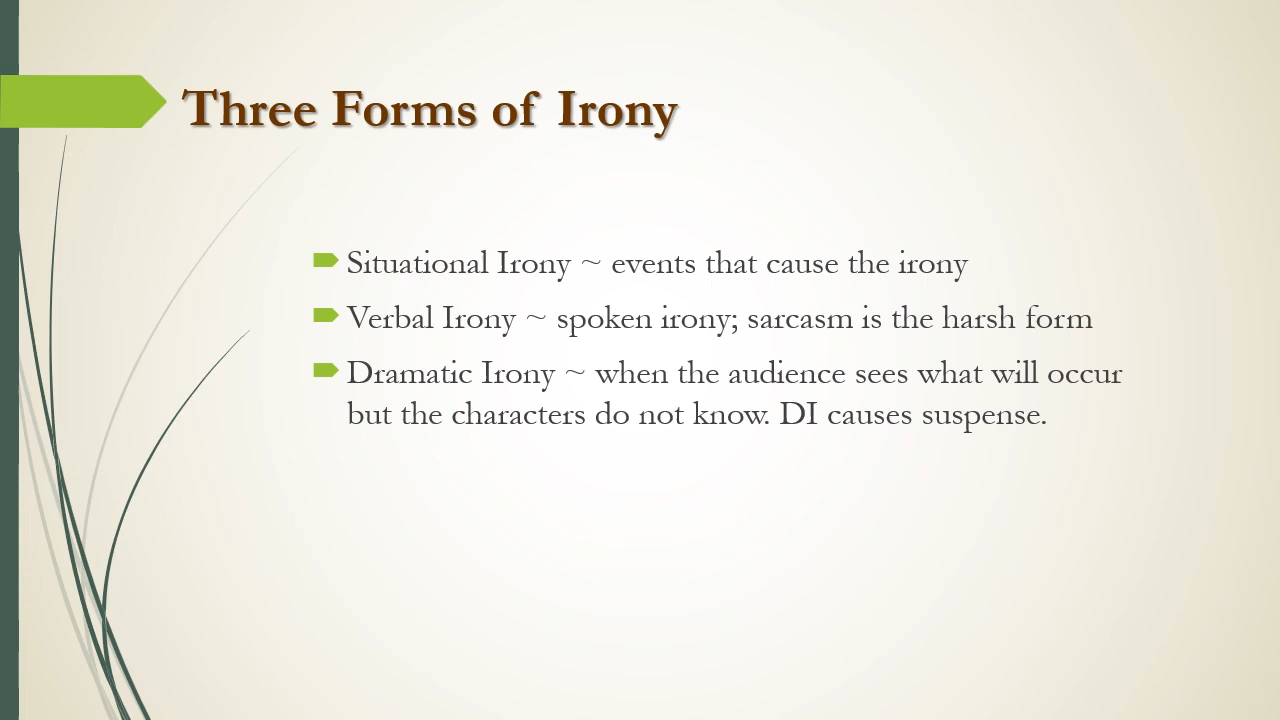 Three Forms of Irony
Situational Irony ~ events that cause the irony
Verbal Irony ~ spoken irony; sarcasm is the harsh form
Dramatic Irony ~ when the audience sees what will occur
but the characters do not know. DI causes suspense.